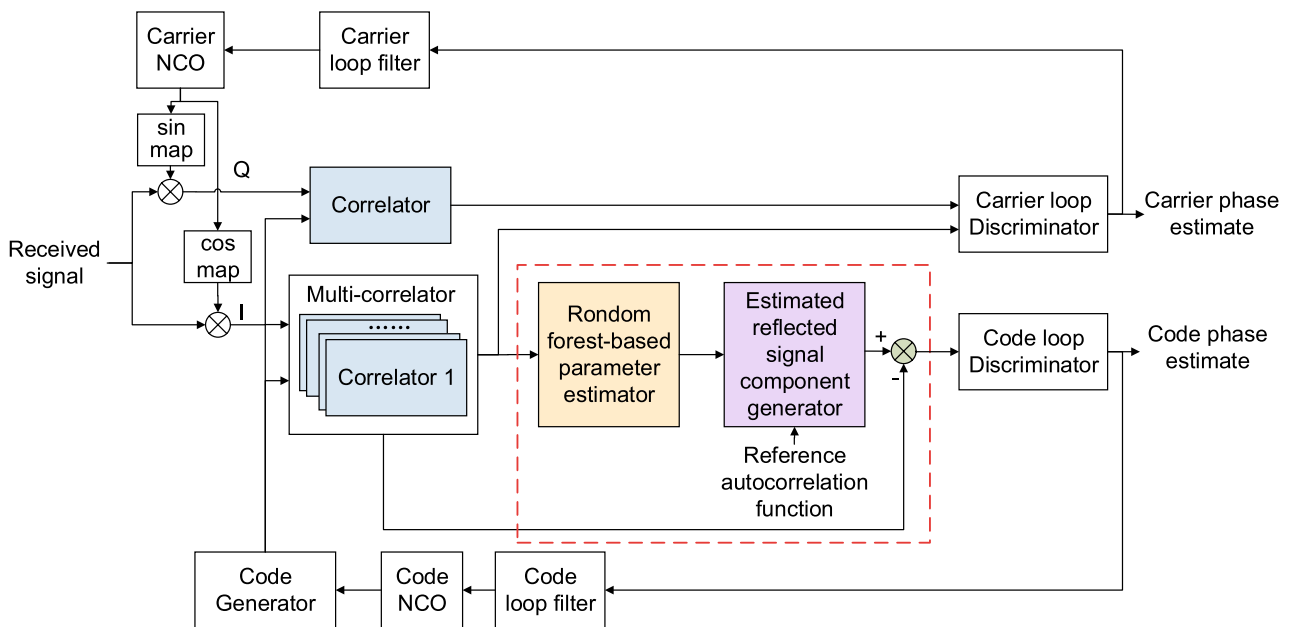 Carrier
NCO
Carrier
loop filter
sin
map
Q
Correlator
Carrier loop
Discriminator
Carrier phase
estimate
Received
signal
cos
map
I
Multi-correlator
......
Correlator 1
Rondom
forest-based
parameter
estimator
Estimated
reflected
signal
component
generator
+
-
Code loop
Discriminator
Code phase
estimate
Reference
autocorrelation
function
Code
Generator
Code
NCO
Code
loop filter